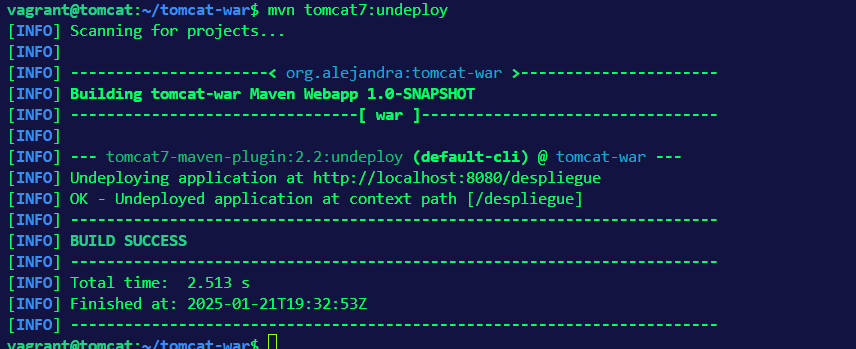 vagrant@tomcat:~/tomcat-war$ mvn tomcat7:undeploy
[INFO] Scanning for projects...
[INFO]
[INFO] ----------------------< org.alejandra:tomcat-war >----------------------
[INFO] Building tomcat-war Maven Webapp 1.0-SNAPSHOT
[INFO] --------------------------------[ war ]---------------------------------
[INFO]
[INFO] --- tomcat7-maven-plugin:2.2:undeploy (default-cli) @ tomcat-war ---
[INFO] Undeploying application at http://localhost:8080/despliegue
[INFO] OK - Undeployed application at context path [/despliegue]
[INFO] ------------------------------------------------------------------------
[INFO] BUILD SUCCESS
[INFO] ------------------------------------------------------------------------
[INFO] Total time:  2.513 s
[INFO] Finished at: 2025-01-21T19:32:53Z
[INFO] ------------------------------------------------------------------------
vagrant@tomcat:~/tomcat-war$